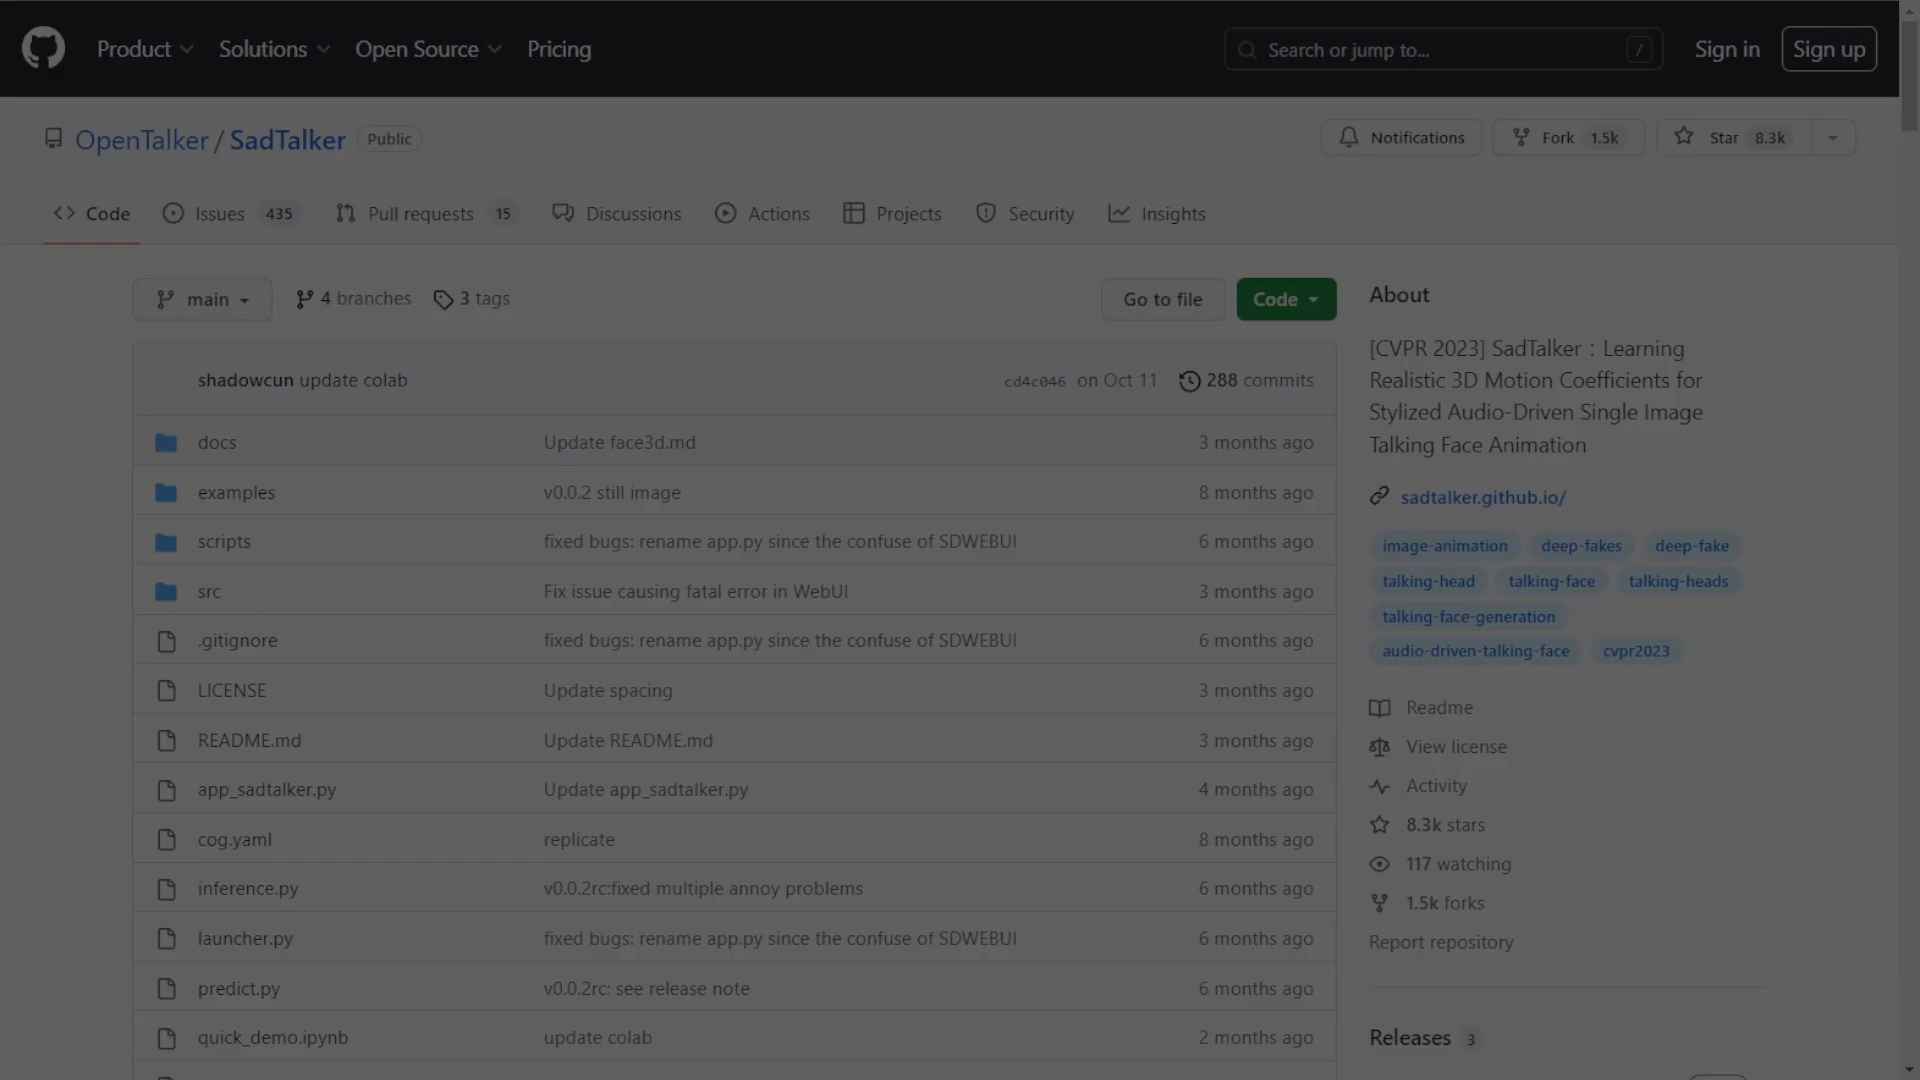 Product Solutions Open Source Pricing Search or jump to... / Sign in Sign up
OpenTalker / SadTalker Public Notifications Fork 1.5k Star 8.3k
Code Issues 435 Pull requests 15 Discussions Actions Projects Security Insights
main 4 branches 3 tags Go to file Code
shadowcun update colab cd4c046 on Oct 11 288 commits
docs Update face3d.md 3 months ago
examples v0.0.2 still image 8 months ago
scripts fixed bugs: rename app.py since the confuse of SDWEBUI 6 months ago
src Fix issue causing fatal error in WebUI 3 months ago
.gitignore fixed bugs: rename app.py since the confuse of SDWEBUI 6 months ago
LICENSE Update spacing 3 months ago
README.md Update README.md 3 months ago
app_sadtalker.py Update app_sadtalker.py 4 months ago
cog.yaml replicate 8 months ago
inference.py v0.0.2rc:fixed multiple annoy problems 6 months ago
launcher.py fixed bugs: rename app.py since the confuse of SDWEBUI 6 months ago
predict.py v0.0.2rc: see release note 6 months ago
quick_demo.ipynb update colab 2 months ago
About
[CVPR 2023] SadTalker：Learning
Realistic 3D Motion Coefficients for
Stylized Audio-Driven Single Image
Talking Face Animation
sadtalker.github.io/
image-animation deep-fakes deep-fake
talking-head talking-face talking-heads
talking-face-generation
audio-driven-talking-face cvpr2023
Readme
View license
Activity
8.3k stars
117 watching
1.5k forks
Report repository
Releases 3